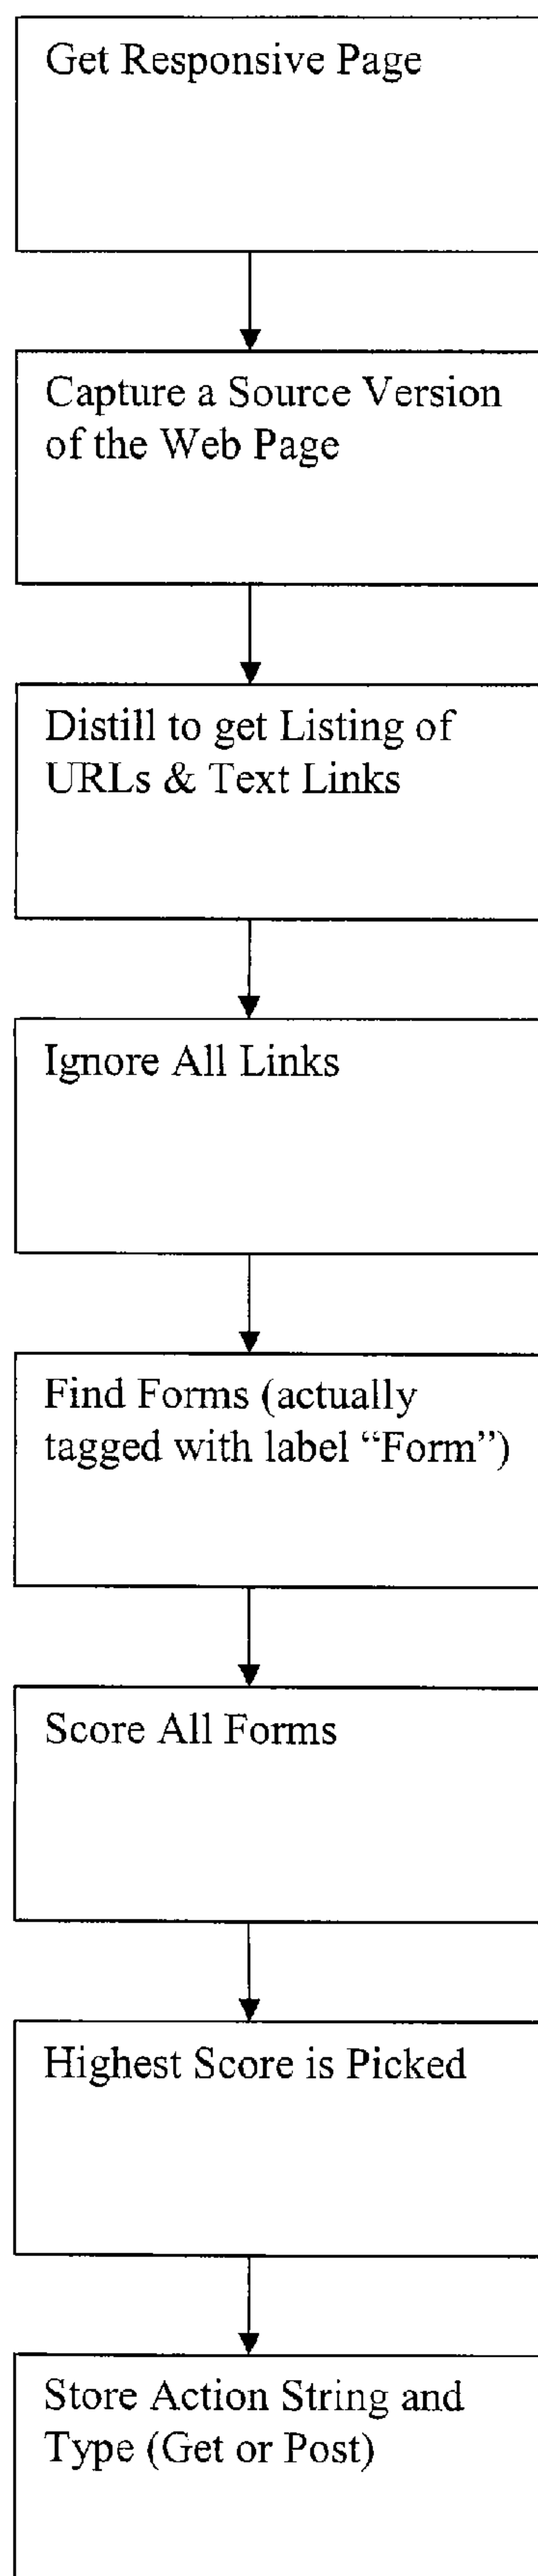 Get Responsive Page
Capture a Source Version
of the Web Page
Distill to get Listing of
URLs & Text Links
Ignore All Links
Find Forms (actually
tagged with label “Form”)
Score All Forms
Highest Score is Picked
Store Action String and
Type (Get or Post)